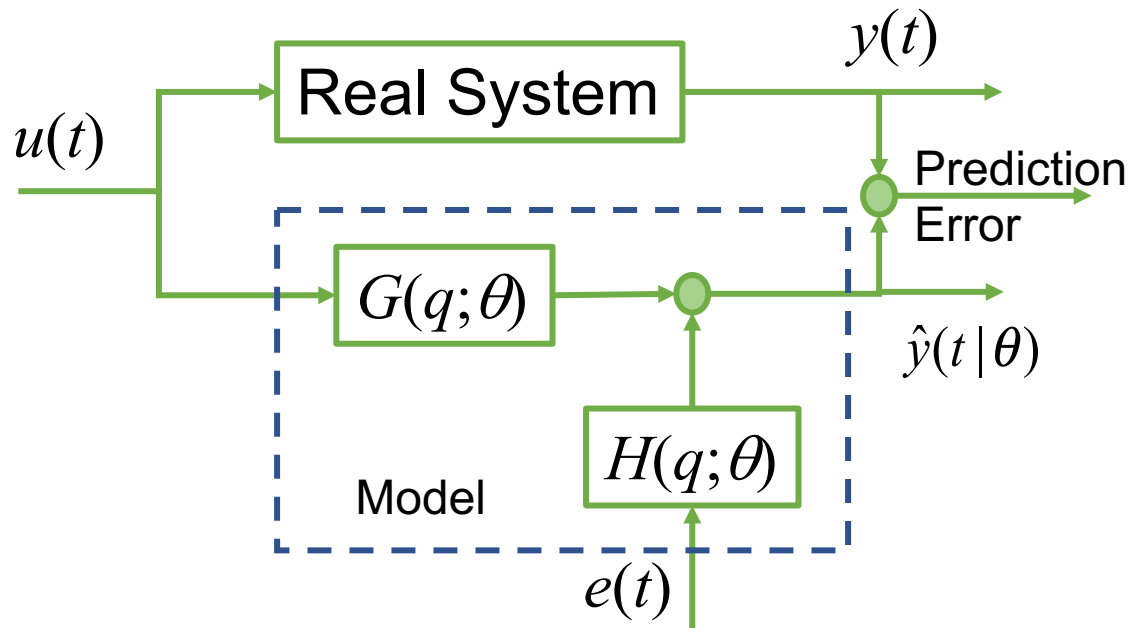 y(t)
Real System
u(t)
Prediction
Error
G(q;θ)
ŷ(t|θ)
H(q;θ)
Model
e(t)